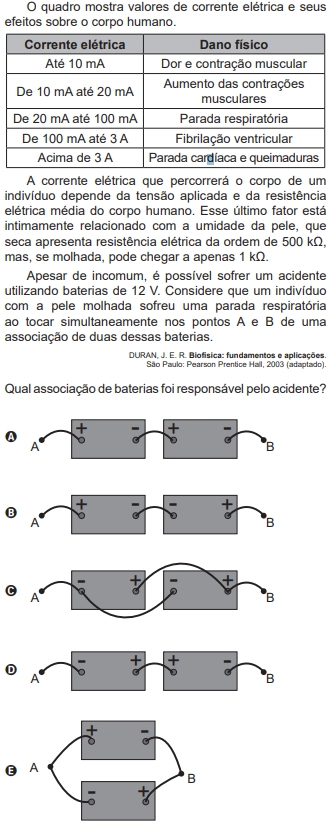 O quadro mostra valores de corrente elétrica e seus
efeitos sobre o corpo humano.
Corrente elétrica Dano físico
Até 10 mA Dor e contração muscular
De 10 mA até 20 mA Aumento das contrações
musculares
De 20 mA até 100 mA Parada respiratória
De 100 mA até 3 A Fibrilação ventricular
Acima de 3 A Parada cardíaca e queimaduras
A corrente elétrica que percorrerá o corpo de um
indivíduo depende da tensão aplicada e da resistência
elétrica média do corpo humano. Esse último fator está
intimamente relacionado com a umidade da pele, que
seca apresenta resistência elétrica da ordem de 500 kΩ,
mas, se molhada, pode chegar a apenas 1 kΩ.
Apesar de incomum, é possível sofrer um acidente
utilizando baterias de 12 V. Considere que um indivíduo
com a pele molhada sofreu uma parada respiratória
ao tocar simultaneamente nos pontos A e B de uma
associação de duas dessas baterias.
DURAN, J. E. R. Biofísica: fundamentos e aplicações.
São Paulo: Pearson Prentice Hall, 2003 (adaptado).
Qual associação de baterias foi responsável pelo acidente?
A A + - + - B
B A + - - + B
C A - + - + B
D A - + + - B
E A + - B
- +